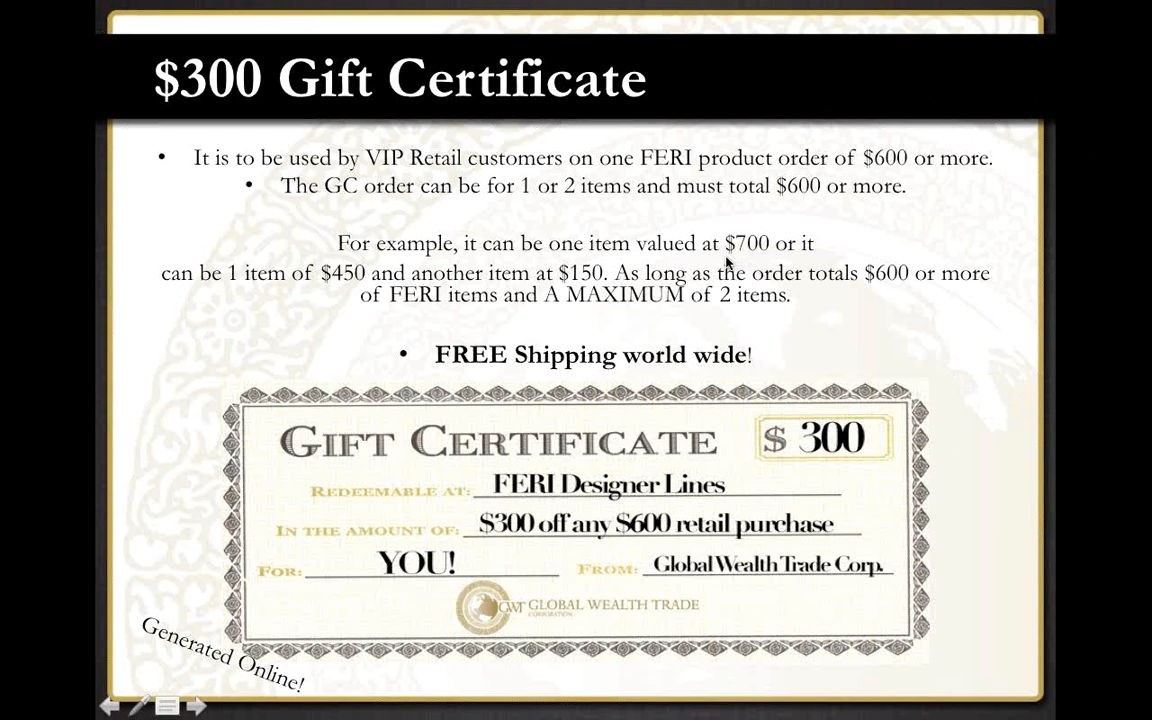 $300 Gift Certificate
• It is to be used by VIP Retail customers on one FERI product order of $600 or more.
• The GC order can be for 1 or 2 items and must total $600 or more.
For example, it can be one item valued at $700 or it
can be 1 item of $450 and another item at $150. As long as the order totals $600 or more
of FERI items and A MAXIMUM of 2 items.
• FREE Shipping world wide!
GIFT CERTIFICATE $ 300
REDEEMABLE AT: FERI Designer Lines
IN THE AMOUNT OF: $300 off any $600 retail purchase
FOR: YOU! FROM: Global Wealth Trade Corp.
GWT GLOBAL WEALTH TRADE
CORPORATION
Generated Online!